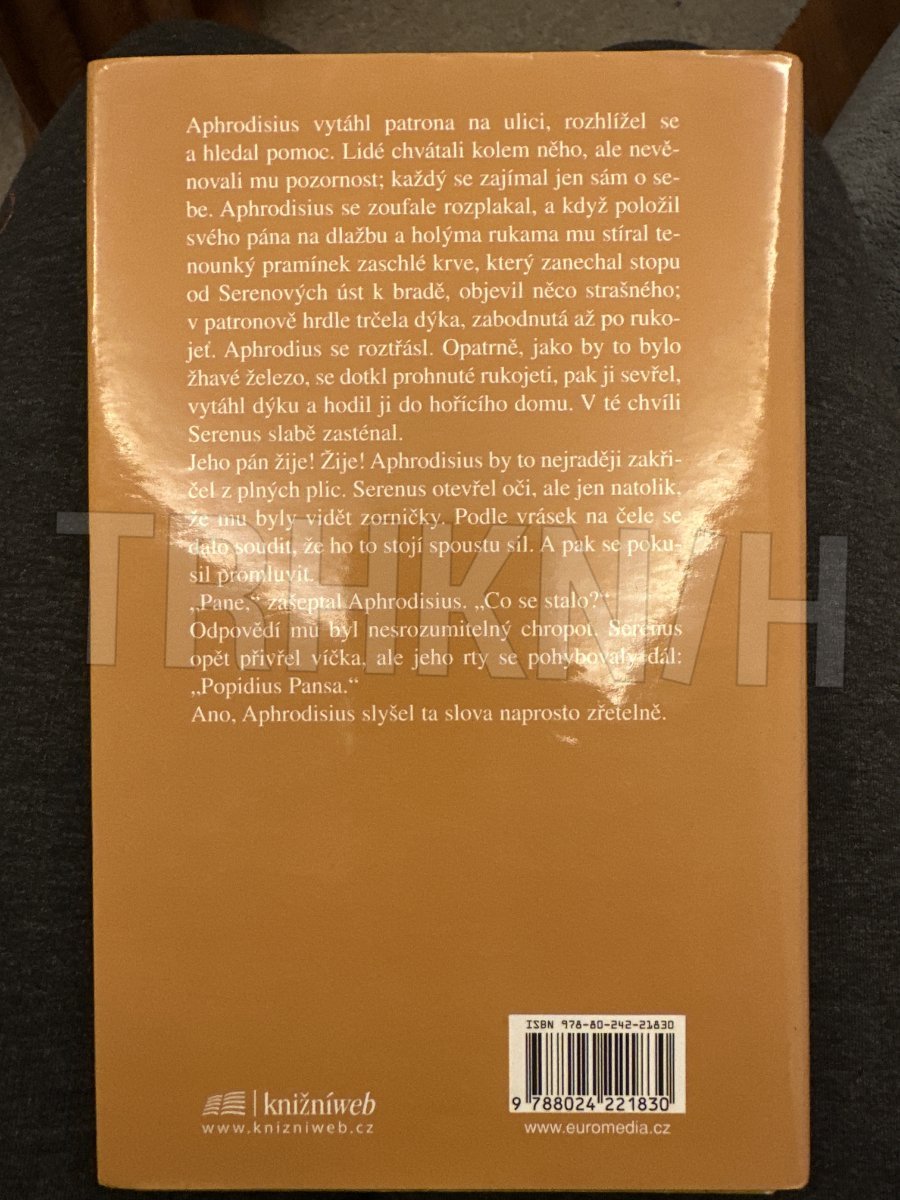 Aphrodisius vytáhl patrona na ulici, rozhlížel se
a hledal pomoc. Lidé chvátali kolem něho, ale nevě-
novali mu pozornost; každý se zajímal jen sám o se-
be. Aphrodisius se zoufale rozplakal, a když položil
svého pána na dlažbu a holýma rukama mu stíral te-
nounký pramínek zaschlé krve, který zanechal stopu
od Serenových úst k bradě, objevil něco strašného;
v patronově hrdle trčela dýka, zabodnutá až po ruko-
jeť. Aphrodius se roztřásl. Opatrně, jako by to bylo
žhavé železo, se dotkl prohnuté rukojeti, pak ji sevřel,
vytáhl dýku a hodil ji do hořícího domu. V té chvíli
Serenus slabě zasténal.
Jeho pán žije! Žije! Aphrodisius by to nejraději zakři-
čel z plných plic. Serenus otevřel oči, ale jen natolik,
že mu byly vidět zorničky. Podle vrásek na čele se
dalo soudit, že ho to stojí spoustu sil. A pak se poku-
sil promluvit.
„Pane,“ zašeptal Aphrodisius. „Co se stalo?“
Odpovědí mu byl nesrozumitelný chropot. Serenus
opět přivřel víčka, ale jeho rty se pohybovaly dál:
„Popidius Pansa.“
Ano, Aphrodisius slyšel ta slova naprosto zřetelně.
TRHKNIH
ISBN 978-80-242-21830
9 788024 221830
knižníweb
www.knizniweb.cz
www.euromedia.cz